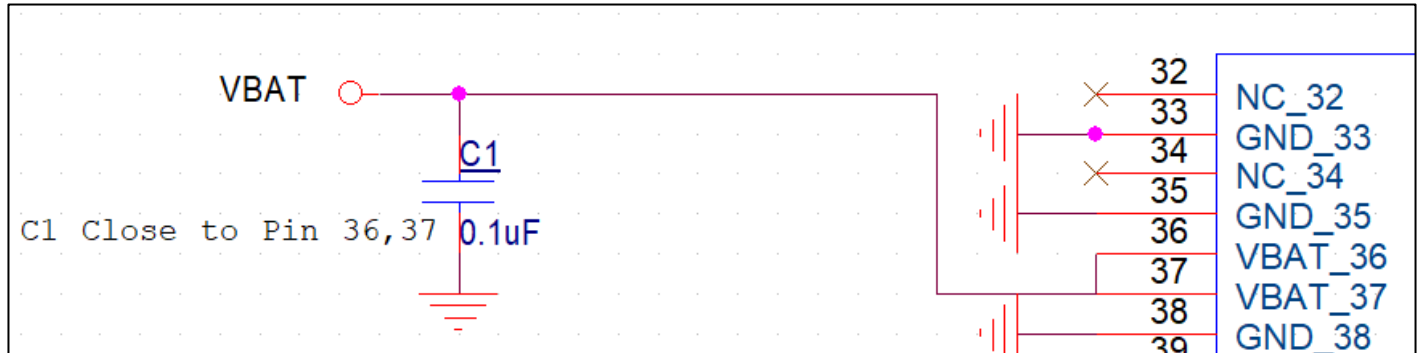 VBAT
C1
C1 Close to Pin 36,37
0.1uF
32
NC_32
33
GND_33
34
NC_34
35
GND_35
36
VBAT_36
37
VBAT_37
38
GND_38
39